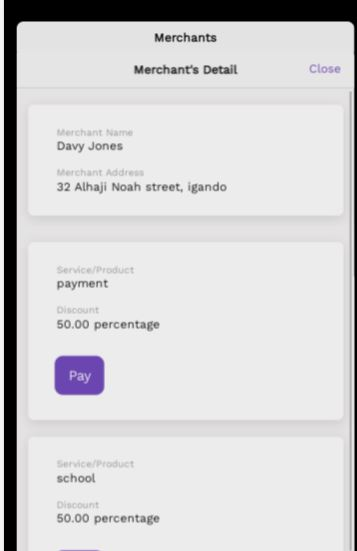 Merchants
Merchant's Detail Close
Merchant Name
Davy Jones
Merchant Address
32 Alhaji Noah street, igando
Service/Product
payment
Discount
50.00 percentage
Pay
Service/Product
school
Discount
50.00 percentage